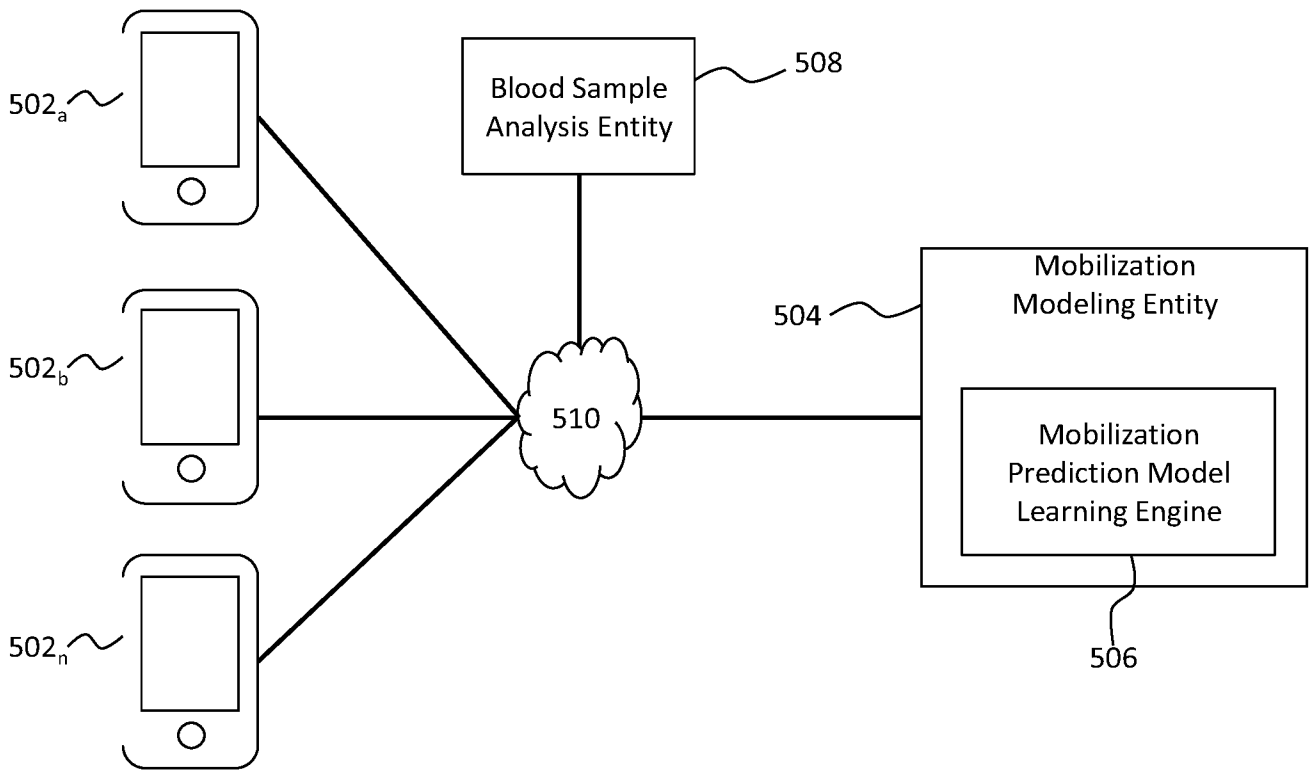 502a
508
Blood Sample
Analysis Entity
Mobilization
Modeling Entity
504
502b
510
Mobilization
Prediction Model
Learning Engine
502n
506